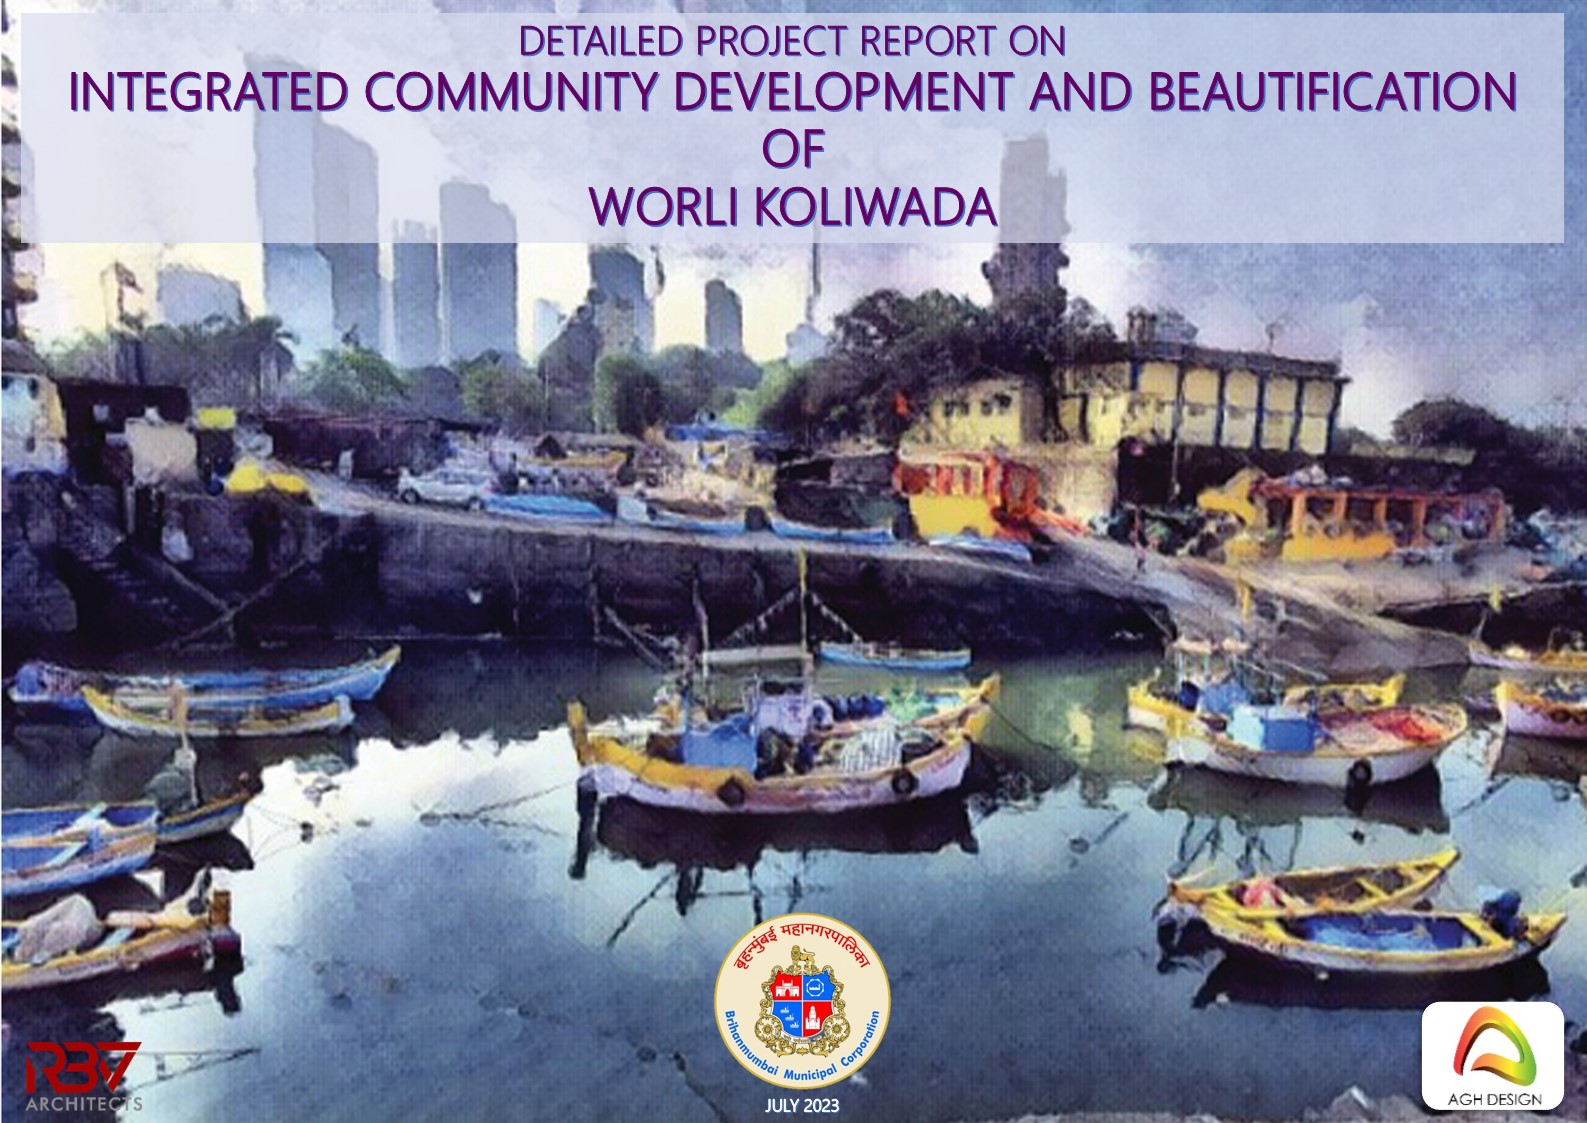 DETAILED PROJECT REPORT ON
INTEGRATED COMMUNITY DEVELOPMENT AND BEAUTIFICATION
OF
WORLI KOLIWADA
बृहन्मुंबई महानगरपालिका
Brihanmumbai Municipal Corporation
RBV
ARCHITECTS
JULY 2023
AGH DESIGN